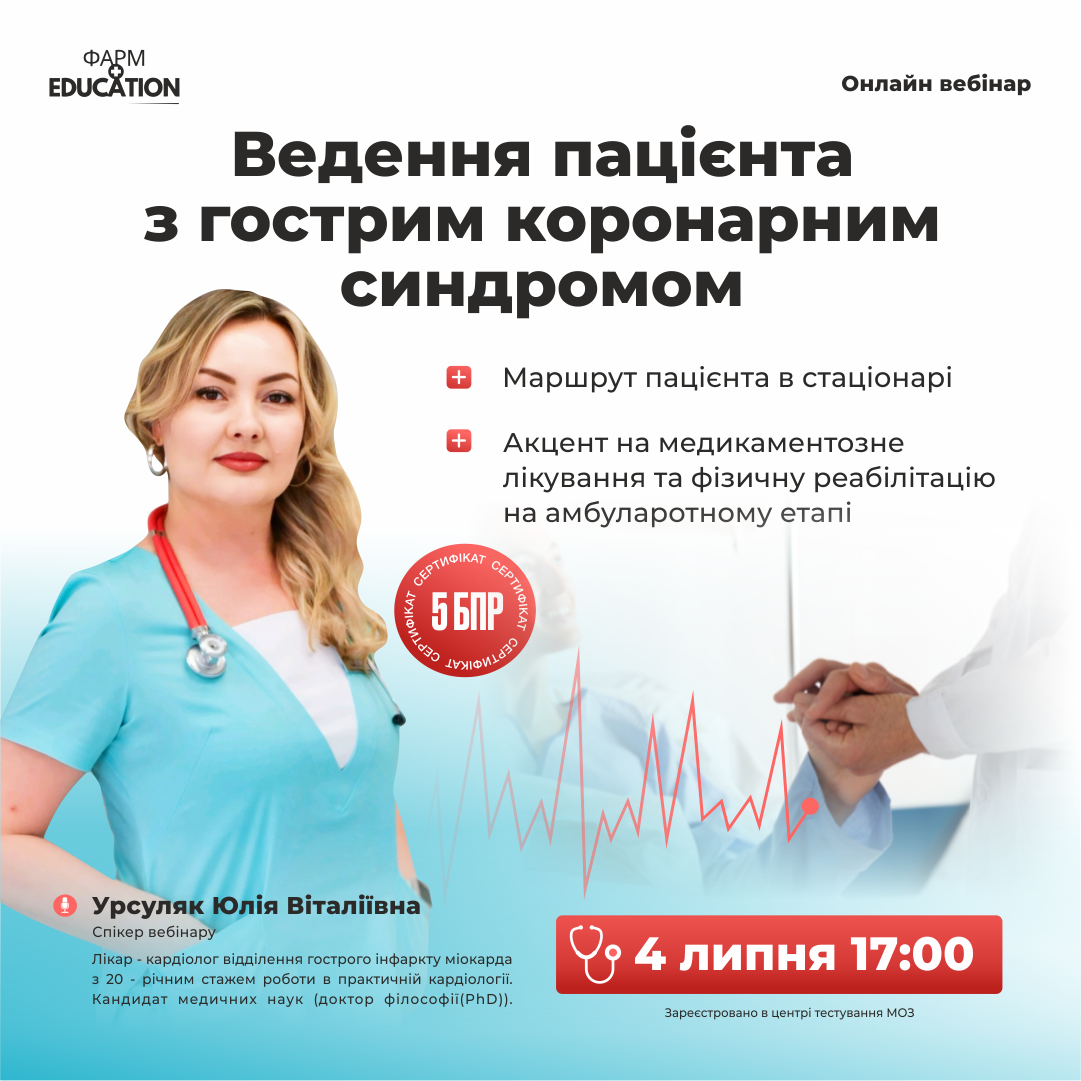 ФАРМ
EDUCATION
Онлайн вебінар
Ведення пацієнта
з гострим коронарним
синдромом
Маршрут пацієнта в стаціонарі
Акцент на медикаментозне
лікування та фізичну реабілітацію
на амбуларотному етапі
СЕРТИФІКАТ СЕРТИФІКАТ СЕРТИФІКАТ СЕРТИФІКАТ
5 БПР
Урсуляк Юлія Віталіївна
Спікер вебінару
Лікар - кардіолог відділення гострого інфаркту міокарда
з 20 - річним стажем роботи в практичній кардіології.
Кандидат медичних наук (доктор філософії(PhD)).
4 липня 17:00
Зареєстровано в центрі тестування МОЗ